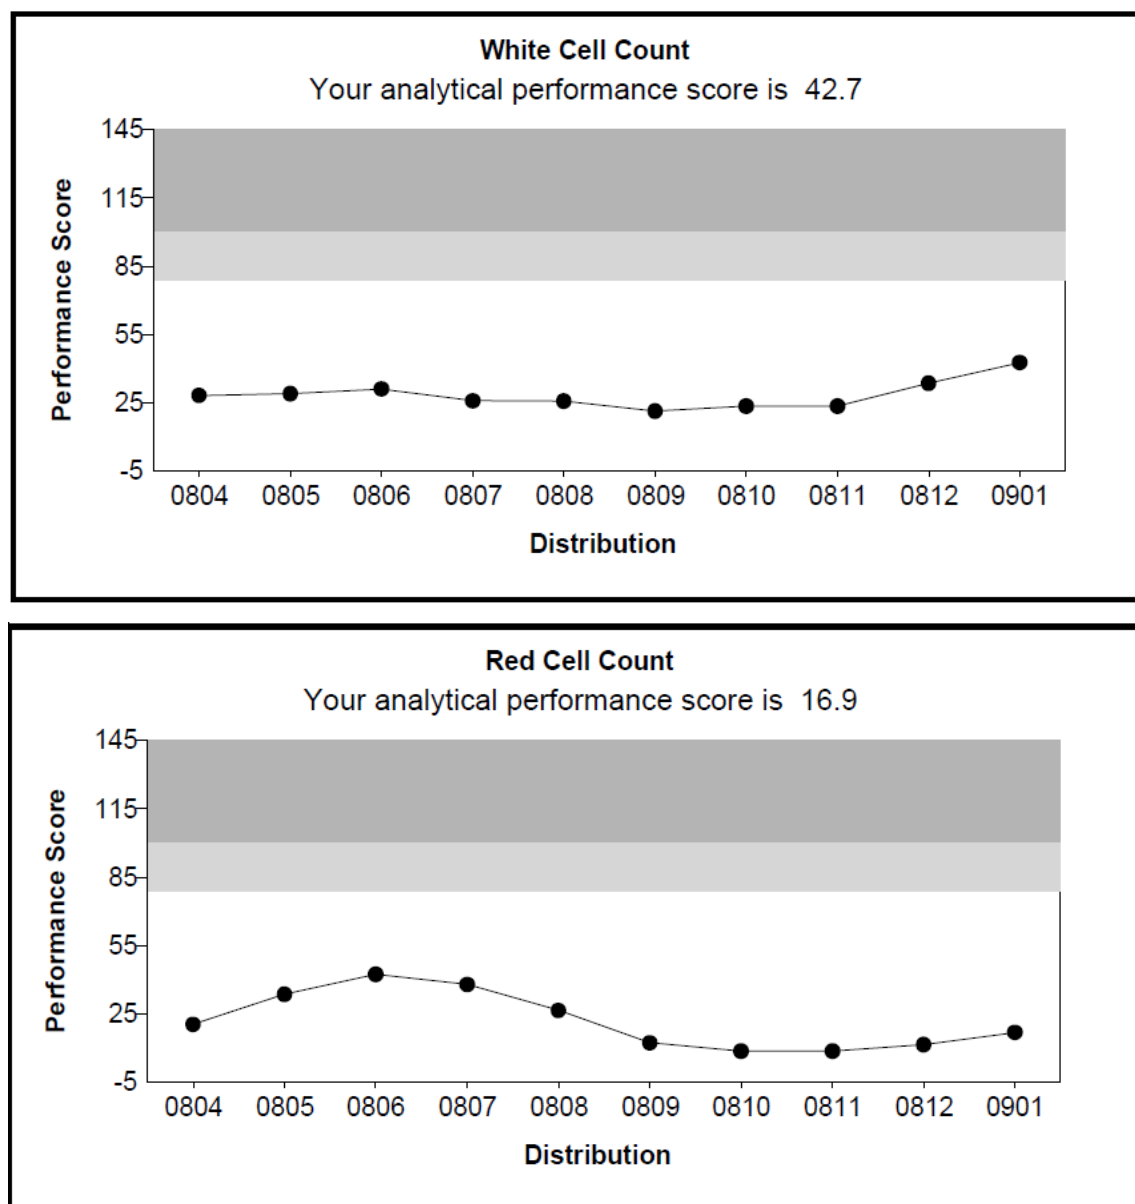 White Cell Count
Your analytical performance score is 42.7
Performance Score
145
115
85
55
25
-5
0804 0805 0806 0807 0808 0809 0810 0811 0812 0901
Distribution
Red Cell Count
Your analytical performance score is 16.9
Performance Score
145
115
85
55
25
-5
0804 0805 0806 0807 0808 0809 0810 0811 0812 0901
Distribution